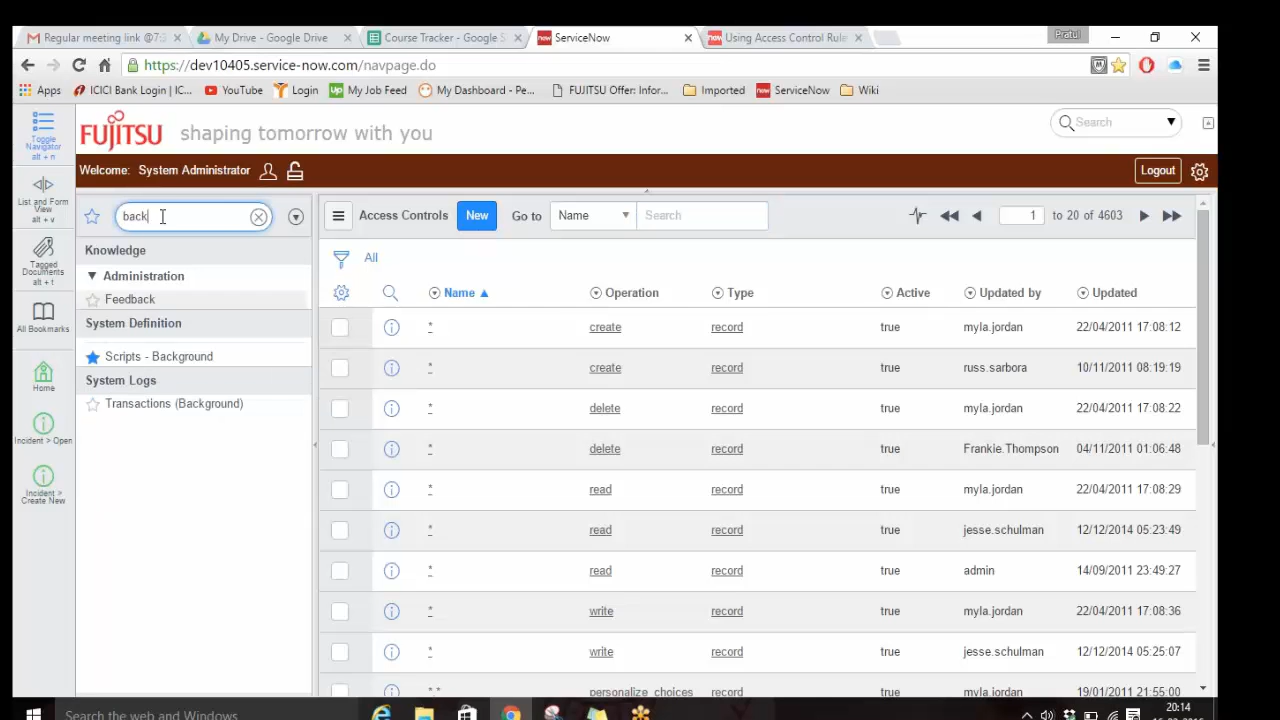 Regular meeting link @7:
My Drive - Google Drive
Course Tracker - Google S
now ServiceNow
now Using Access Control Rule
Pratul
https://dev10405.service-now.com/navpage.do
Apps
ICICI Bank Login | IC...
YouTube
Login
Up My Job Feed
My Dashboard - Pe...
FUJITSU Offer: Infor...
Imported
now ServiceNow
Wiki
Toggle
Navigator
alt + n
FUJITSU shaping tomorrow with you
Search
Welcome: System Administrator
Logout
List and Form
View
alt + v
Tagged
Documents
alt + t
All Bookmarks
Home
Incident > Open
Incident >
Create New
back
Knowledge
Administration
Feedback
System Definition
Scripts - Background
System Logs
Transactions (Background)
Access Controls New Go to Name Search 1 to 20 of 4603
All
Name Operation Type Active Updated by Updated
* create record true myla.jordan 22/04/2011 17:08:12
* create record true russ.sarbora 10/11/2011 08:19:19
* delete record true myla.jordan 22/04/2011 17:08:22
* delete record true Frankie.Thompson 04/11/2011 01:06:48
* read record true myla.jordan 22/04/2011 17:08:29
* read record true jesse.schulman 12/12/2014 05:23:49
* read record true admin 14/09/2011 23:49:27
* write record true myla.jordan 22/04/2011 17:08:36
* write record true jesse.schulman 12/12/2014 05:25:07
*.* personalize_choices record true myla.jordan 19/01/2011 21:55:00
Search the web and Windows
20:14